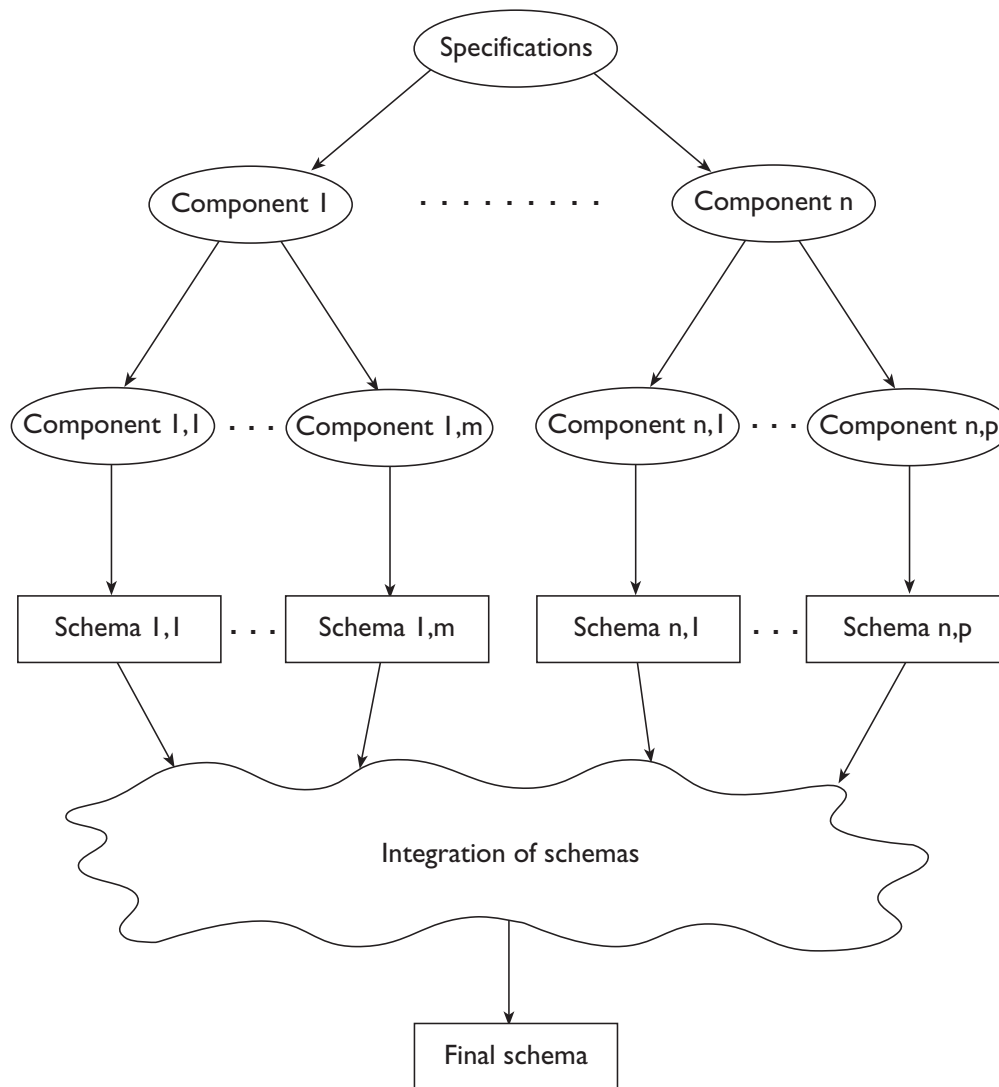 Specifications
Component 1 . . . . . . . . . Component n
Component 1,1 . . . Component 1,m Component n,1 . . . Component n,p
Schema 1,1 . . . Schema 1,m Schema n,1 . . . Schema n,p
Integration of schemas
Final schema